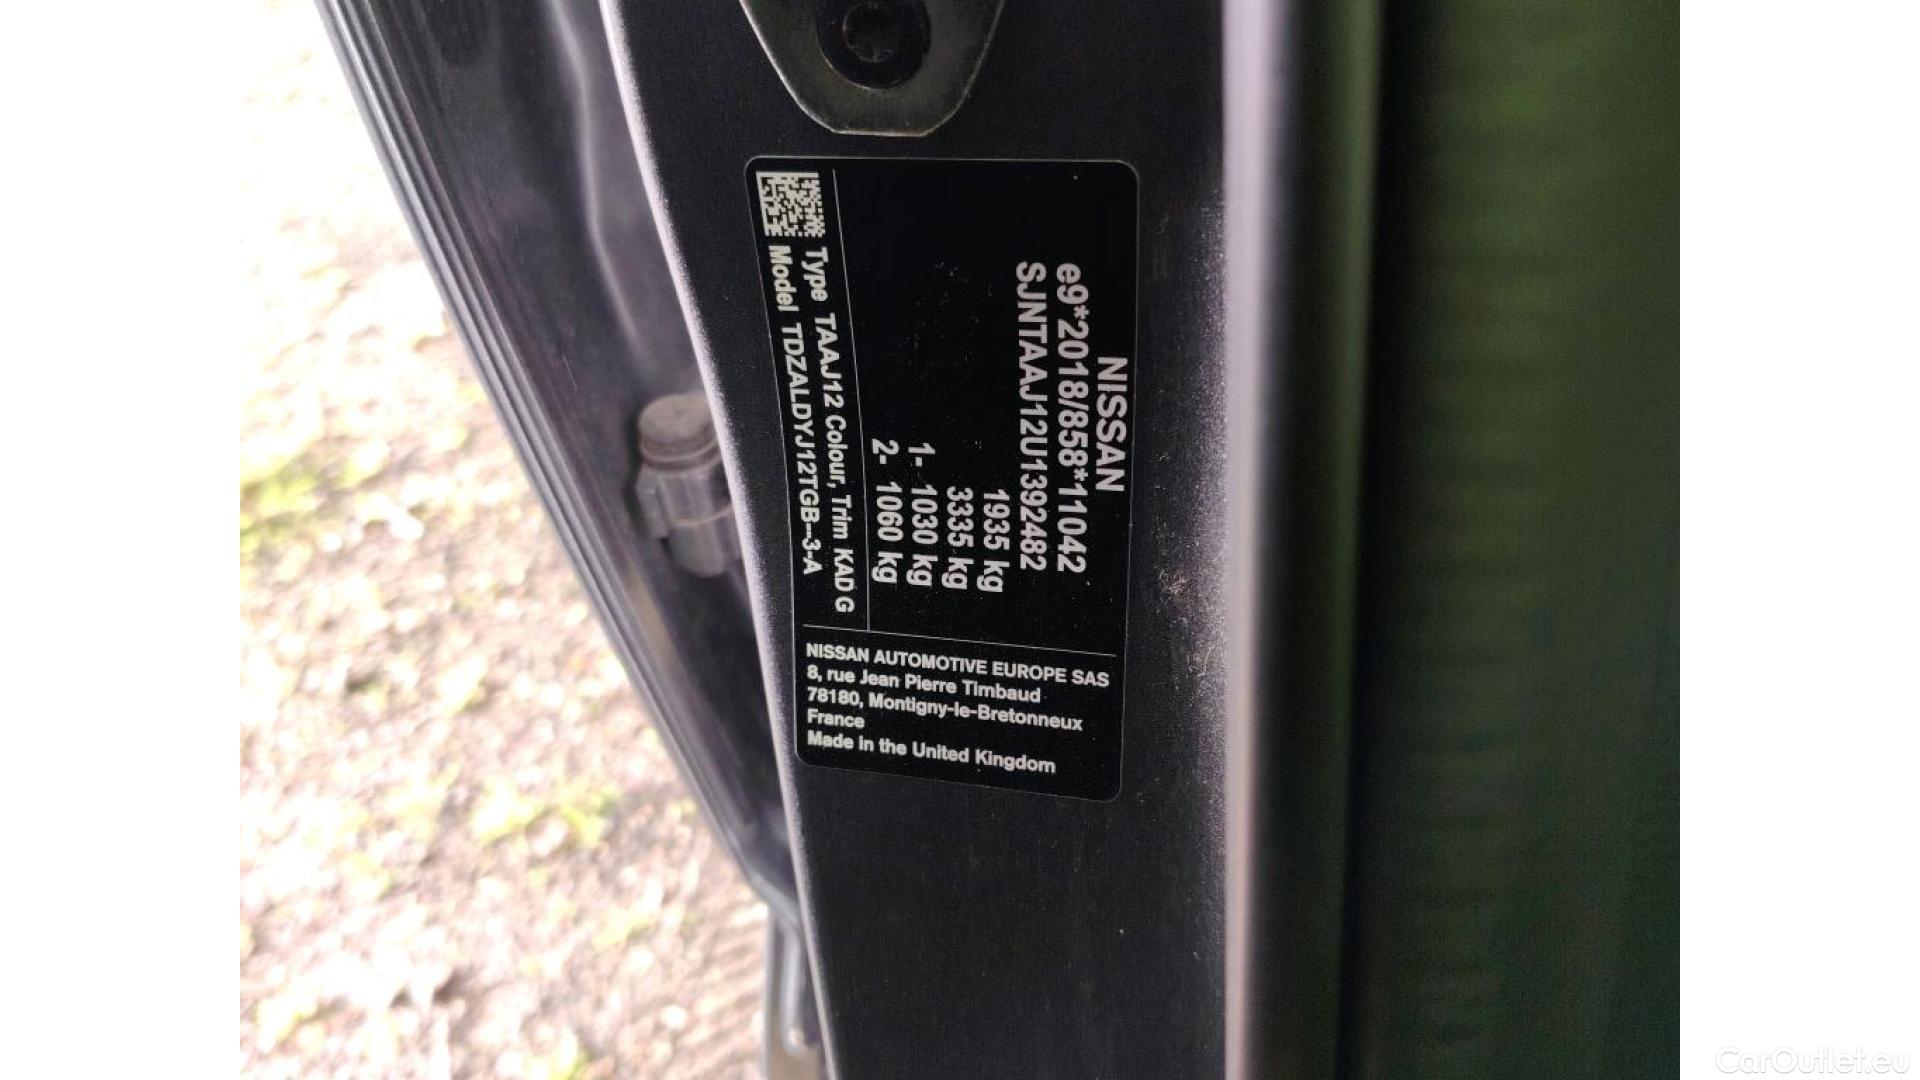 NISSAN
e9*2018/858*11042
SJNTAAJ12U1392482
1935 kg
3335 kg
1- 1030 kg
2- 1060 kg
Type TAAJ12 Colour, Trim KAD G
Model TDZALDYJ12TGB--3-A
NISSAN AUTOMOTIVE EUROPE SAS
8, rue Jean Pierre Timbaud
78180, Montigny-le-Bretonneux
France
Made in the United Kingdom
CarOutlet.eu